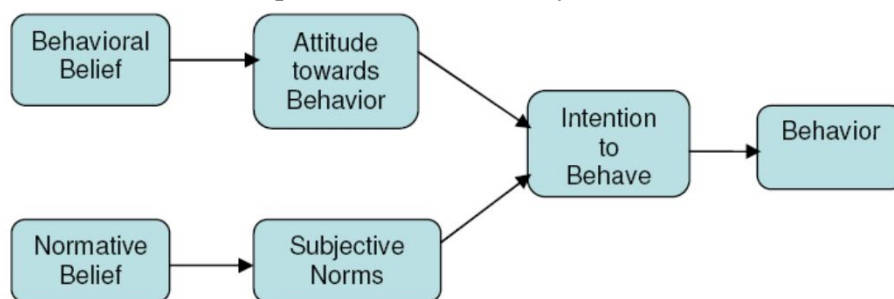 Behavioral
Belief
Attitude
towards
Behavior
Intention
to
Behave
Behavior
Normative
Belief
Subjective
Norms